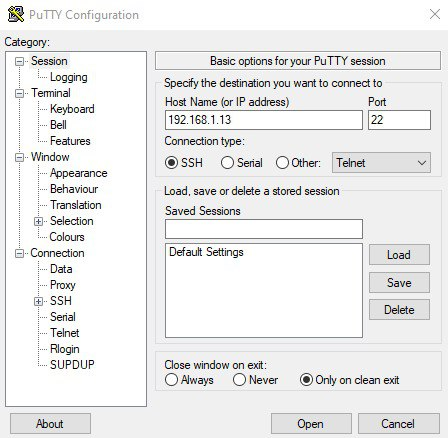 PuTTY Configuration
Category:
Session
Logging
Terminal
Keyboard
Bell
Features
Window
Appearance
Behaviour
Translation
Selection
Colours
Connection
Data
Proxy
SSH
Serial
Telnet
Rlogin
SUPDUP
Basic options for your PuTTY session
Specify the destination you want to connect to
Host Name (or IP address) Port
192.168.1.13 22
Connection type:
SSH Serial Other: Telnet
Load, save or delete a stored session
Saved Sessions
Default Settings
Load
Save
Delete
Close window on exit:
Always Never Only on clean exit
About Open Cancel